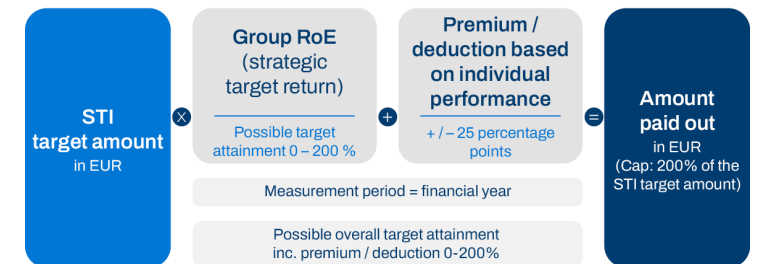 STI
target amount
in EUR
x
Group RoE
(strategic
target return)
Possible target
attainment 0 – 200 %
+
Premium /
deduction based
on individual
performance
+ / – 25 percentage
points
=
Amount
paid out
in EUR
(Cap: 200% of the
STI target amount)
Measurement period = financial year
Possible overall target attainment
inc. premium / deduction 0-200%